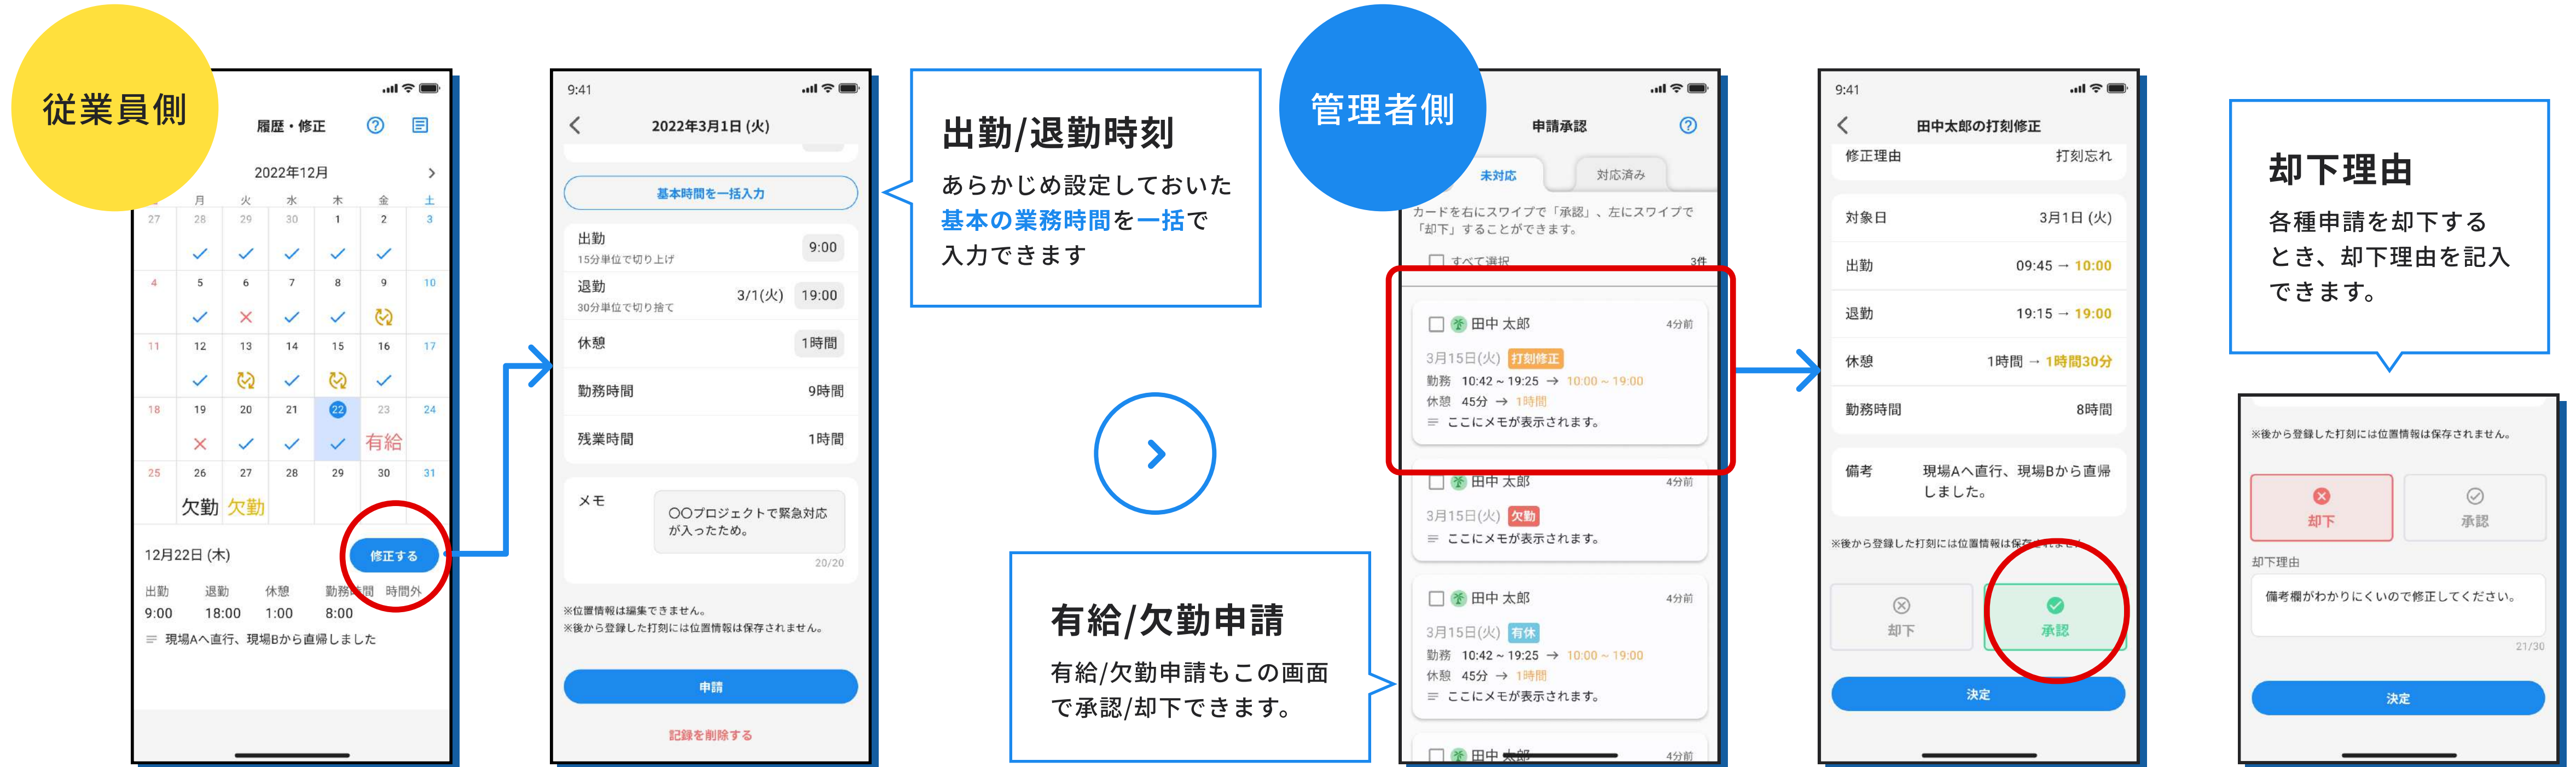 従業員側
履歴・修正
2022年12月
月 火 水 木 金 土
27 28 29 30 1 2 3
4 5 6 7 8 9 10
11 12 13 14 15 16 17
18 19 20 21 22 23 24
有給
25 26 27 28 29 30 31
欠勤 欠勤
12月22日 (木) 修正する
出勤 退勤 休憩 勤務時間 時間外
9:00 18:00 1:00 8:00
現場Aへ直行、現場Bから直帰しました
9:41
2022年3月1日 (火)
基本時間を一括入力
出勤 9:00
15分単位で切り上げ
退勤 3/1(火) 19:00
30分単位で切り捨て
休憩 1時間
勤務時間 9時間
残業時間 1時間
メモ
〇〇プロジェクトで緊急対応
が入ったため。
20/20
※位置情報は編集できません。
※後から登録した打刻には位置情報は保存されません。
申請
記録を削除する
出勤/退勤時刻
あらかじめ設定しておいた
基本の業務時間を一括で
入力できます
有給/欠勤申請
有給/欠勤申請もこの画面
で承認/却下できます。
管理者側
申請承認
未対応 対応済み
カードを右にスワイプで「承認」、左にスワイプで
「却下」することができます。
すべて選択 3件
田中 太郎 4分前
3月15日(火) 打刻修正
勤務 10:42 ~ 19:25 → 10:00 ~ 19:00
休憩 45分 → 1時間
ここにメモが表示されます。
田中 太郎 4分前
3月15日(火) 欠勤
ここにメモが表示されます。
田中 太郎 4分前
3月15日(火) 有休
勤務 10:42 ~ 19:25 → 10:00 ~ 19:00
休憩 45分 → 1時間
ここにメモが表示されます。
田中 太郎 4分前
9:41
田中太郎の打刻修正
修正理由 打刻忘れ
対象日 3月1日 (火)
出勤 09:45 → 10:00
退勤 19:15 → 19:00
休憩 1時間 → 1時間30分
勤務時間 8時間
備考 現場Aへ直行、現場Bから直帰
しました。
※後から登録した打刻には位置情報は保存されません
却下 承認
決定
却下理由
各種申請を却下する
とき、却下理由を記入
できます。
※後から登録した打刻には位置情報は保存されません。
却下 承認
却下理由
備考欄がわかりにくいので修正してください。
21/30
決定